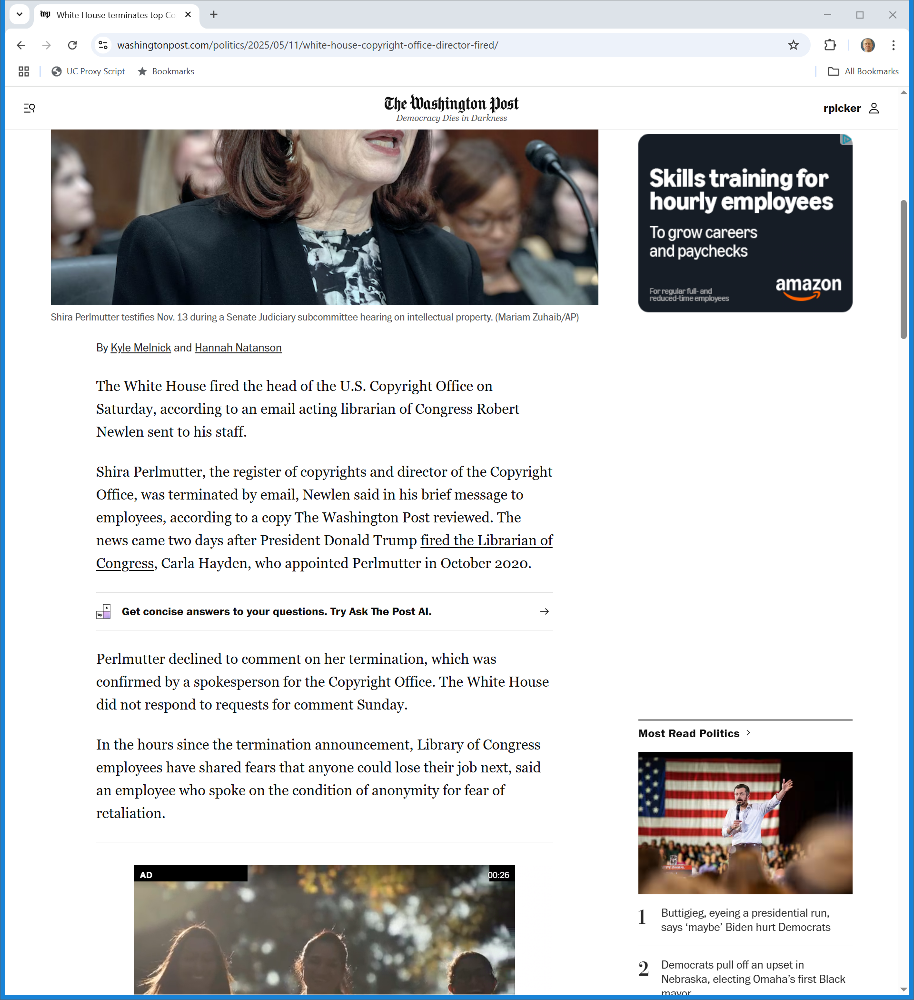 White House terminates top Co
washingtonpost.com/politics/2025/05/11/white-house-copyright-office-director-fired/
UC Proxy Script
Bookmarks
All Bookmarks
The Washington Post
Democracy Dies in Darkness
rpicker
Skills training for
hourly employees
To grow careers
and paychecks
For regular full- and
reduced-time employees
amazon
Shira Perlmutter testifies Nov. 13 during a Senate Judiciary subcommittee hearing on intellectual property. (Mariam Zuhaib/AP)
By Kyle Melnick and Hannah Natanson
The White House fired the head of the U.S. Copyright Office on
Saturday, according to an email acting librarian of Congress Robert
Newlen sent to his staff.
Shira Perlmutter, the register of copyrights and director of the Copyright
Office, was terminated by email, Newlen said in his brief message to
employees, according to a copy The Washington Post reviewed. The
news came two days after President Donald Trump fired the Librarian of
Congress, Carla Hayden, who appointed Perlmutter in October 2020.
Get concise answers to your questions. Try Ask The Post AI.
Perlmutter declined to comment on her termination, which was
confirmed by a spokesperson for the Copyright Office. The White House
did not respond to requests for comment Sunday.
In the hours since the termination announcement, Library of Congress
employees have shared fears that anyone could lose their job next, said
an employee who spoke on the condition of anonymity for fear of
retaliation.
AD
00:26
Most Read Politics
1
Buttigieg, eyeing a presidential run,
says ‘maybe’ Biden hurt Democrats
2
Democrats pull off an upset in
Nebraska, electing Omaha’s first Black
mayor